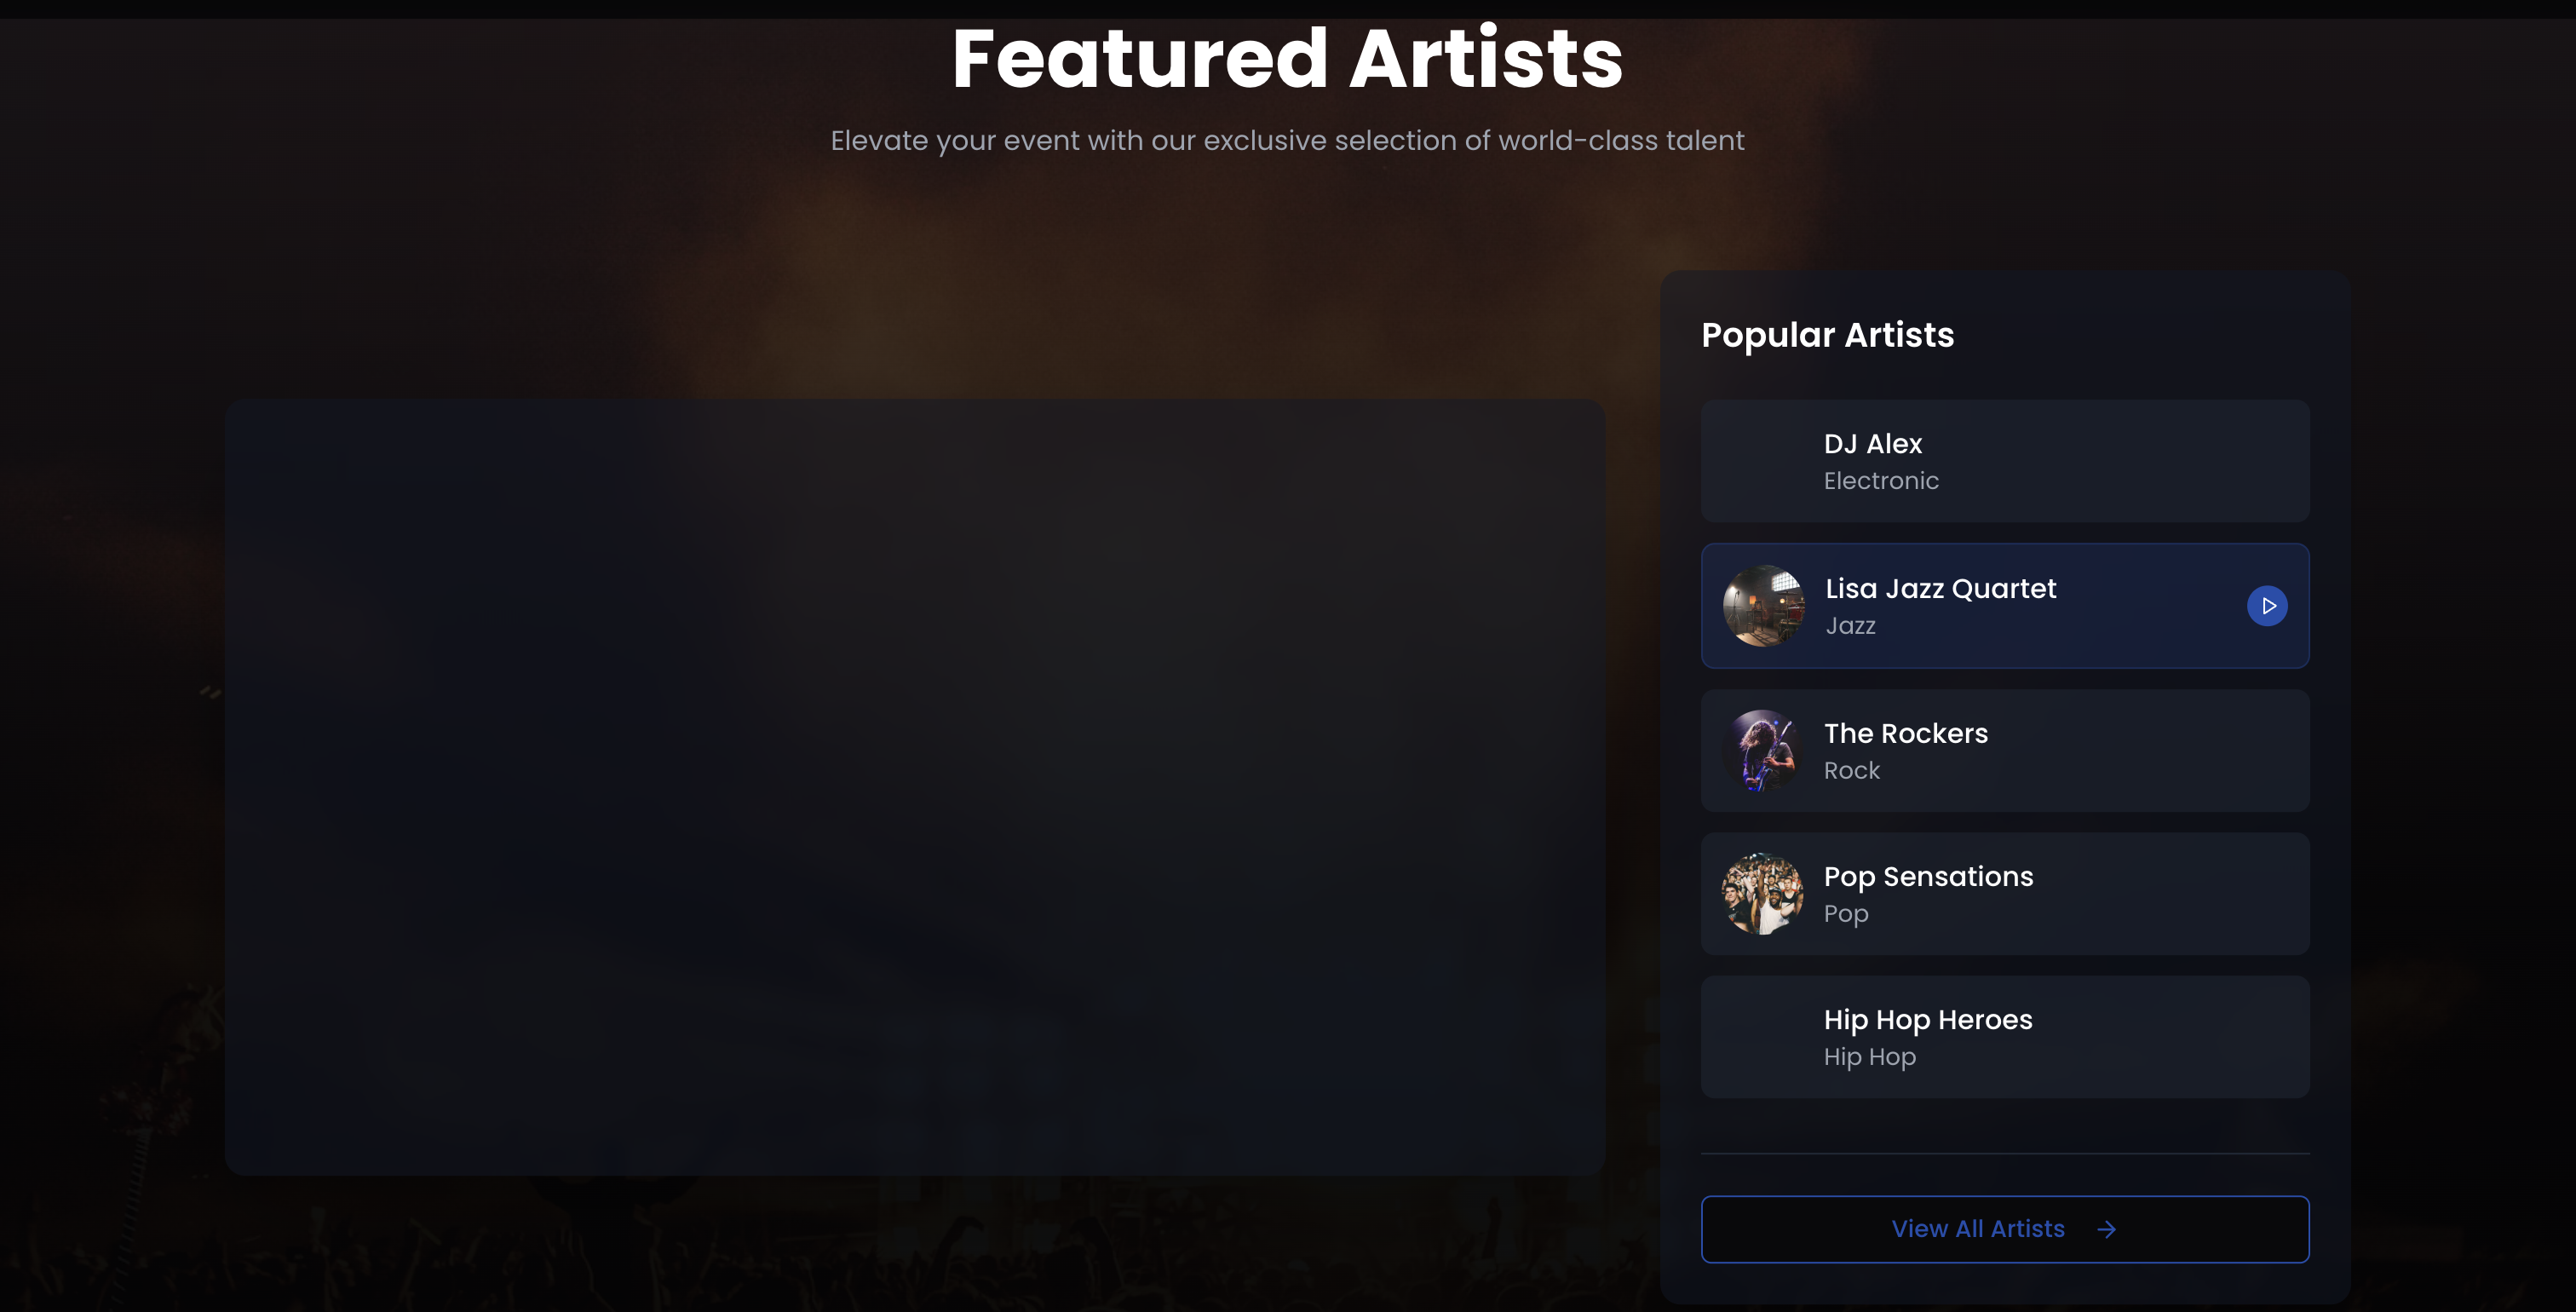 Featured Artists
Elevate your event with our exclusive selection of world-class talent
Popular Artists
DJ Alex
Electronic
Lisa Jazz Quartet
Jazz
The Rockers
Rock
Pop Sensations
Pop
Hip Hop Heroes
Hip Hop
View All Artists